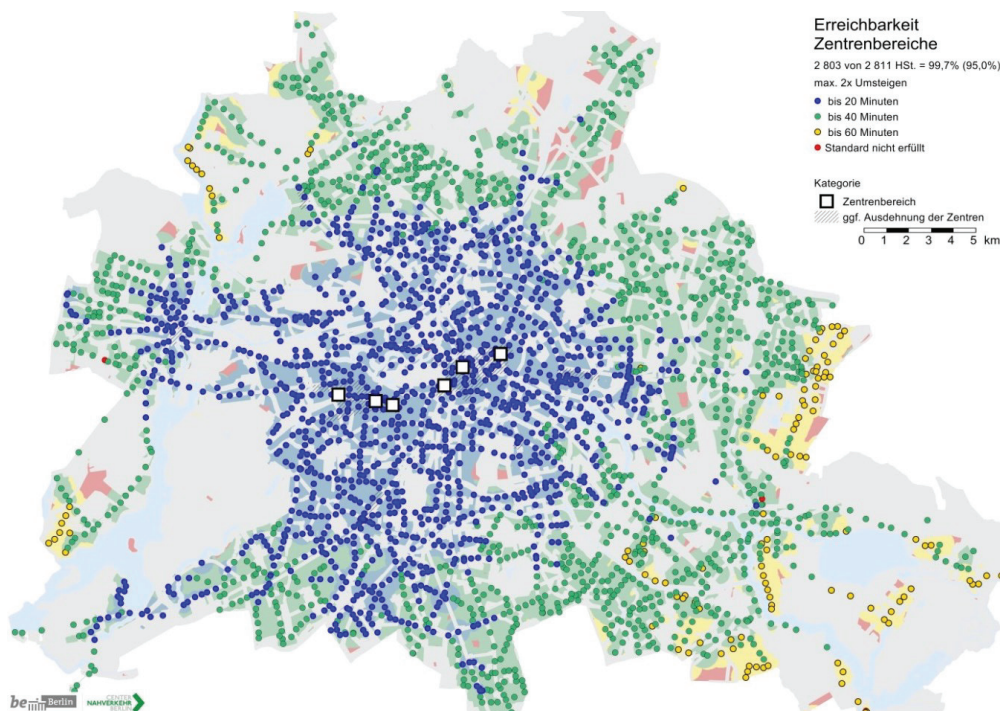 Erreichbarkeit
Zentrenbereiche
2 803 von 2 811 HSt. = 99,7% (95,0%)
max. 2x Umsteigen
bis 20 Minuten
bis 40 Minuten
bis 60 Minuten
Standard nicht erfüllt
Kategorie
Zentrenbereich
ggf. Ausdehnung der Zentren
0 1 2 3 4 5
km
be Berlin
CENTER
NAHVERKEHR
BERLIN